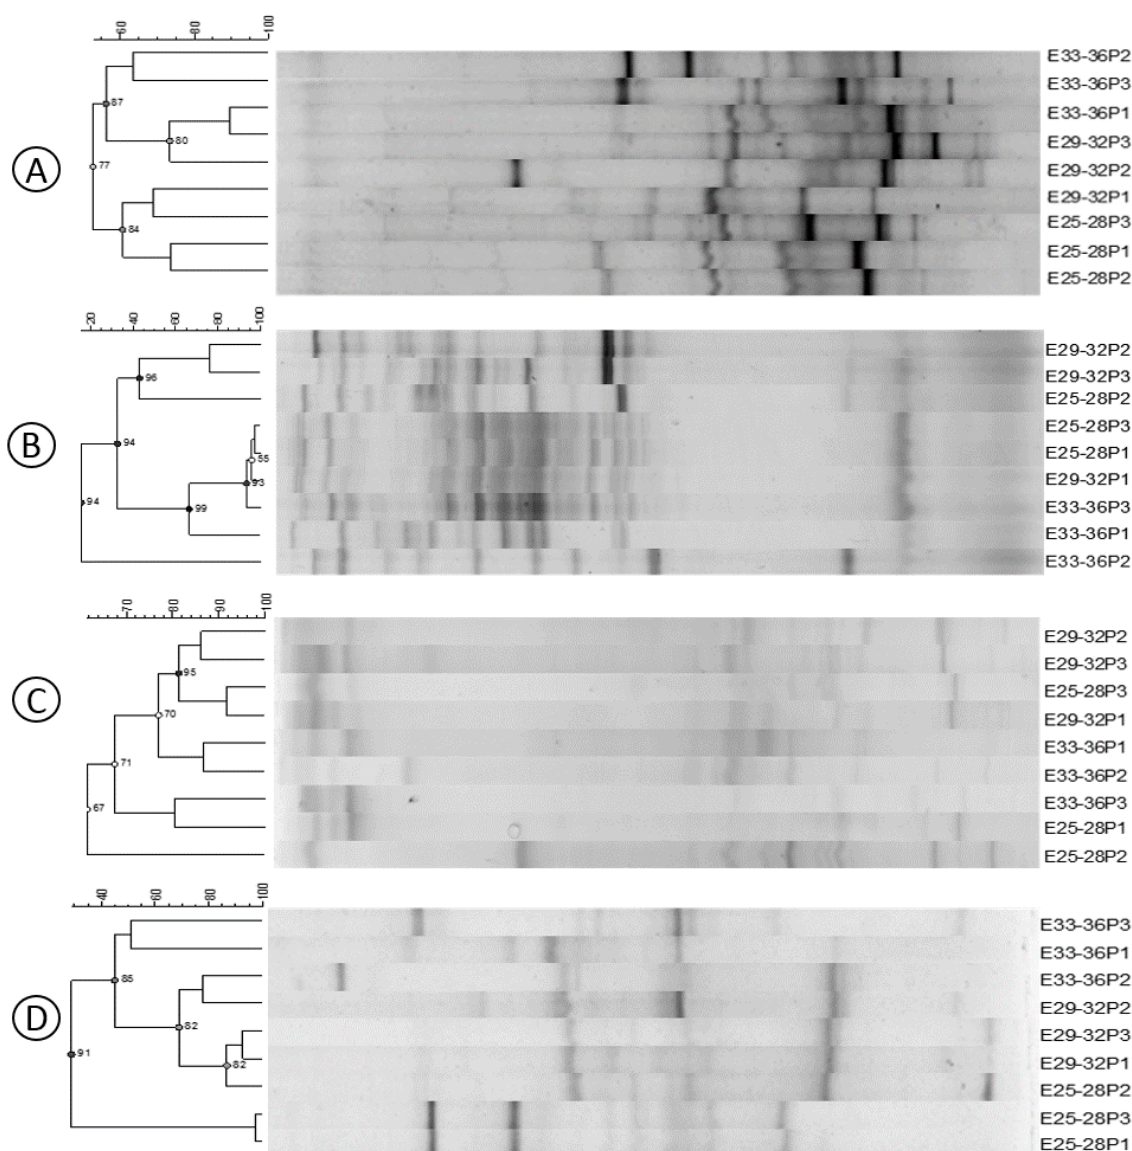 60 100
E33-36P2
E33-36P3
87
E33-36P1
80
E29-32P3
77
A
E29-32P2
E29-32P1
E25-28P3
84
E25-28P1
E25-28P2
20 40 60 80 100
E29-32P2
96
E29-32P3
E25-28P2
E25-28P3
B
94
E25-28P1
55
E29-32P1
93
94
99
E33-36P3
E33-36P1
E33-36P2
70 80 90 100
E29-32P2
95
E29-32P3
E25-28P3
C
70
E29-32P1
E33-36P1
71
E33-36P2
67
E33-36P3
E25-28P1
E25-28P2
40 60 80 100
E33-36P3
E33-36P1
85
E33-36P2
E29-32P2
D
82
E29-32P3
91
82
E29-32P1
E25-28P2
E25-28P3
E25-28P1